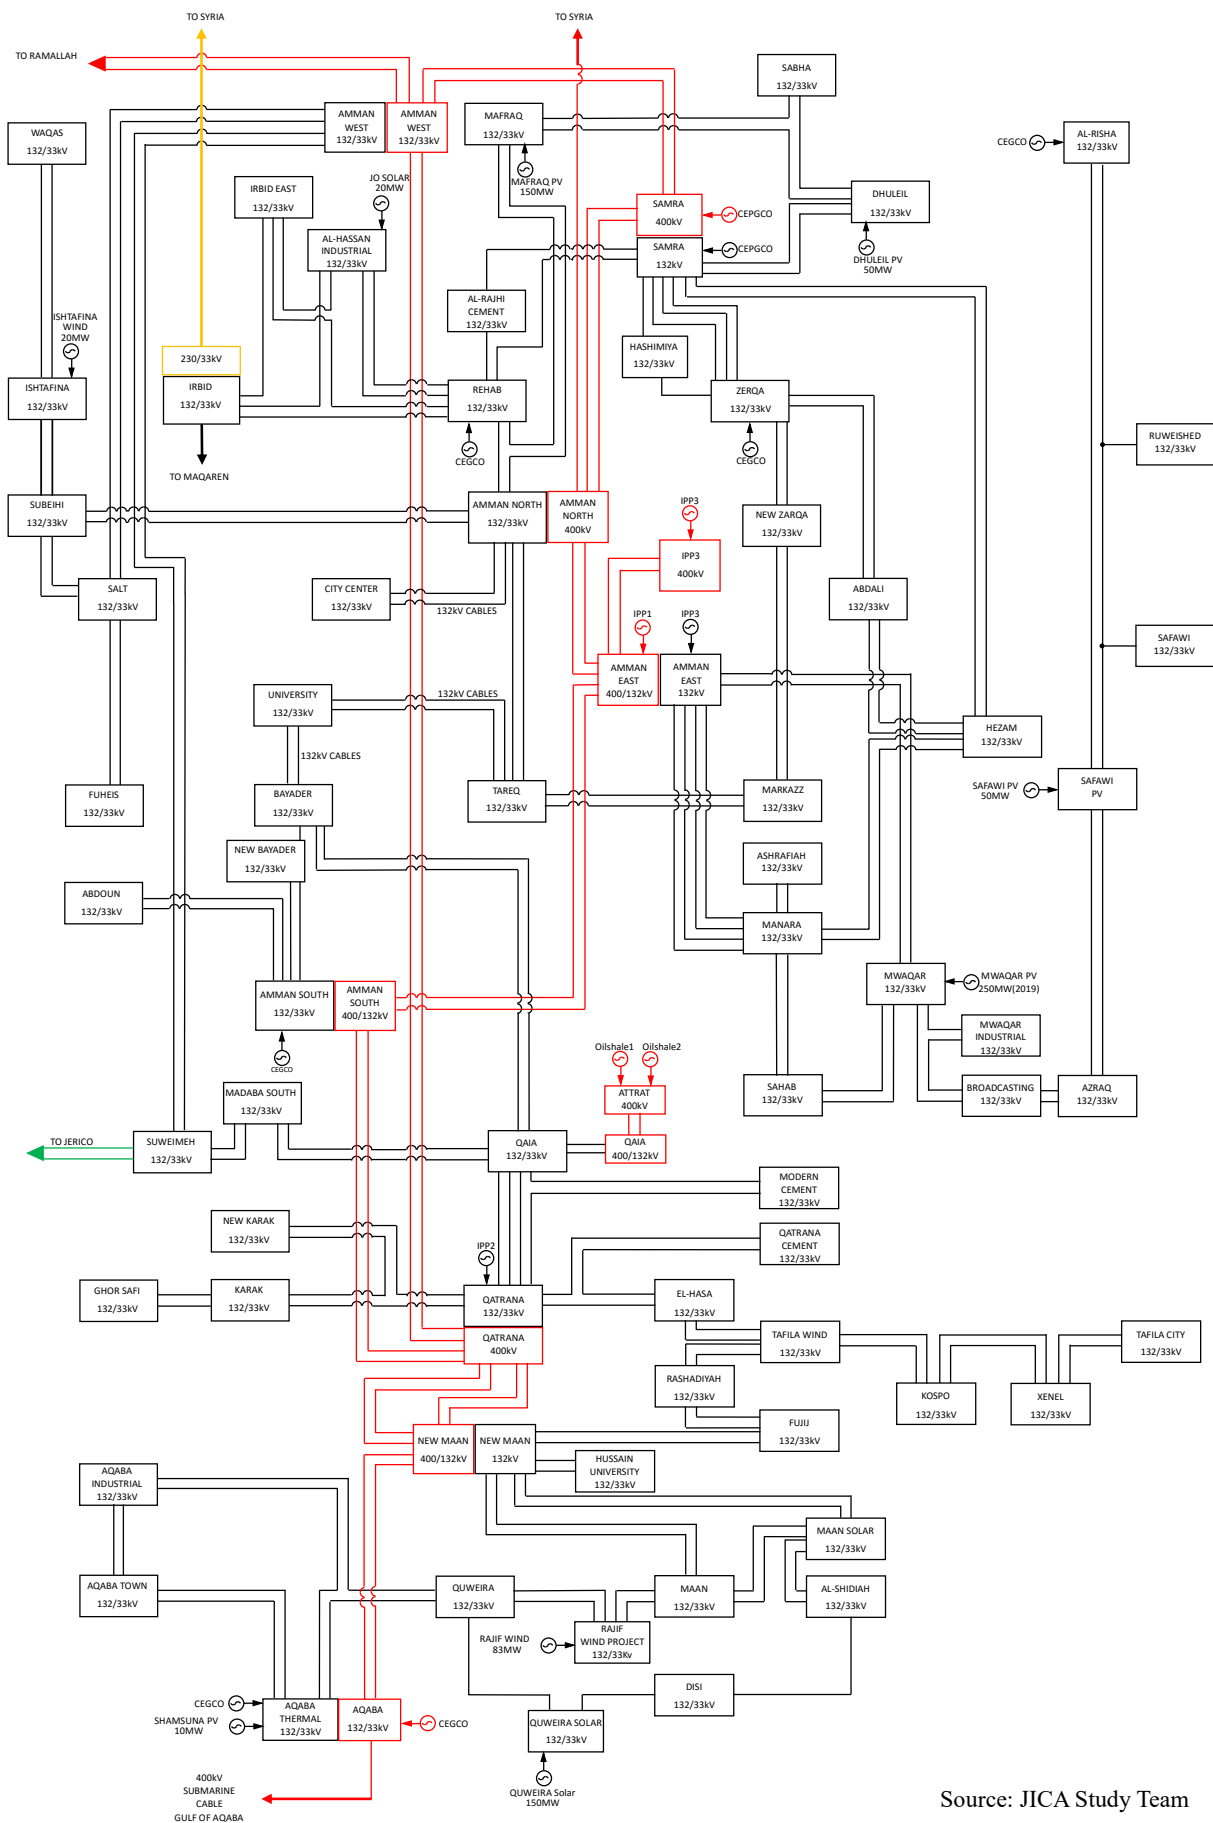 TO SYRIA
TO SYRIA
TO RAMALLAH
SABHA
132/33kV
AMMAN
WEST
132/33kV
AMMAN
WEST
132/33kV
MAFRAQ
132/33kV
WAQAS
132/33kV
CEGCO
AL-RISHA
132/33kV
MAFRAQ PV
150MW
JO SOLAR
20MW
IRBID EAST
132/33kV
DHULEIL
132/33kV
SAMRA
400kV
CEPGCO
AL-HASSAN
INDUSTRIAL
132/33kV
SAMRA
132kV
CEPGCO
DHULEIL PV
50MW
AL-RAJHI
CEMENT
132/33kV
ISHTAFINA
WIND
20MW
HASHIMIYA
132/33kV
230/33kV
IRBID
132/33kV
ISHTAFINA
132/33kV
REHAB
132/33kV
ZERQA
132/33kV
CEGCO
CEGCO
RUWEISHED
132/33kV
TO MAQAREN
SUBEIHI
132/33kV
AMMAN NORTH
132/33kV
AMMAN
NORTH
400kV
IPP3
NEW ZARQA
132/33kV
IPP3
400kV
SALT
132/33kV
CITY CENTER
132/33kV
132kV CABLES
ABDALI
132/33kV
IPP1
IPP3
SAFAWI
132/33kV
AMMAN
EAST
400/132kV
AMMAN
EAST
132kV
UNIVERSITY
132/33kV
132kV CABLES
HEZAM
132/33kV
132kV CABLES
FUHEIS
132/33kV
BAYADER
132/33kV
TAREQ
132/33kV
MARKAZZ
132/33kV
SAFAWI PV
50MW
SAFAWI
PV
NEW BAYADER
132/33kV
ASHRAFIAH
132/33kV
ABDOUN
132/33kV
MANARA
132/33kV
MWAQAR
132/33kV
MWAQAR PV
250MW(2019)
AMMAN SOUTH
132/33kV
AMMAN
SOUTH
400/132kV
MWAQAR
INDUSTRIAL
132/33kV
CEGCO
Oilshale1
Oilshale2
MADABA SOUTH
132/33kV
ATTRAT
400kV
SAHAB
132/33kV
BROADCASTING
132/33kV
AZRAQ
132/33kV
TO JERICO
SUWEIMEH
132/33kV
QAIA
132/33kV
QAIA
400/132kV
MODERN
CEMENT
132/33kV
NEW KARAK
132/33kV
QATRANA
CEMENT
132/33kV
IPP2
GHOR SAFI
132/33kV
KARAK
132/33kV
QATRANA
132/33kV
EL-HASA
132/33kV
QATRANA
400kV
TAFILA WIND
132/33kV
TAFILA CITY
132/33kV
RASHADIYAH
132/33kV
KOSPO
132/33kV
XENEL
132/33kV
FUJIJ
132/33kV
NEW MAAN
400/132kV
NEW MAAN
132kV
HUSSAIN
UNIVERSITY
132/33kV
AQABA
INDUSTRIAL
132/33kV
MAAN SOLAR
132/33kV
AQABA TOWN
132/33kV
QUWEIRA
132/33kV
MAAN
132/33kV
AL-SHIDIAH
132/33kV
RAJIF WIND
83MW
RAJIF
WIND PROJECT
132/33Kv
DISI
132/33kV
CEGCO
SHAMSUNA PV
10MW
AQABA
THERMAL
132/33kV
AQABA
132/33kV
CEGCO
QUWEIRA SOLAR
132/33kV
QUWEIRA Solar
150MW
400kV
SUBMARINE
CABLE
GULF OF AQABA
Source: JICA Study Team